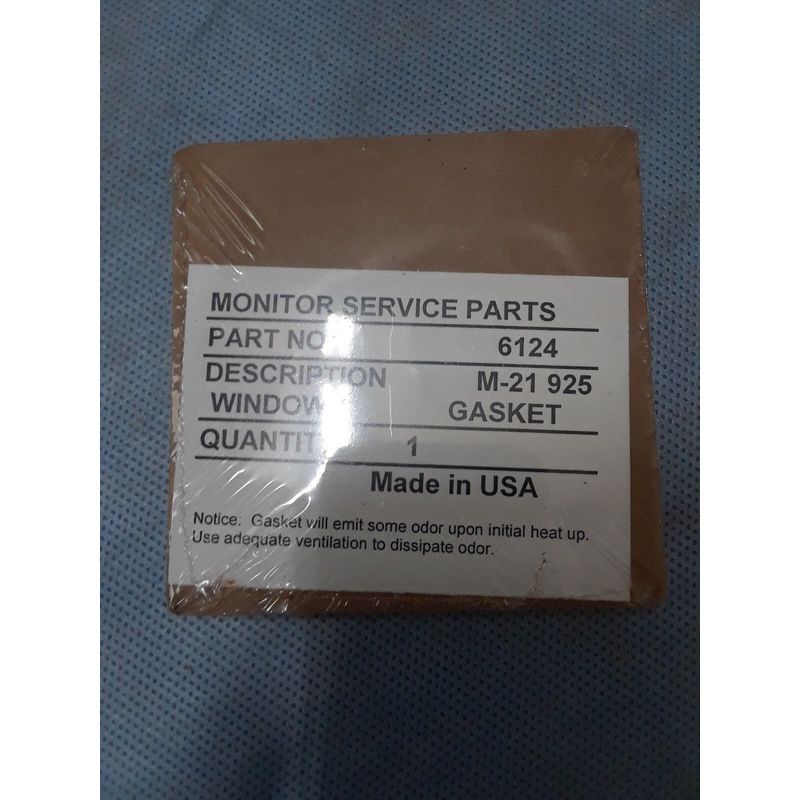 MONITOR SERVICE PARTS
PART NO. 6124
DESCRIPTION M-21 925
WINDOW GASKET
QUANTITY 1
Made in USA
Notice: Gasket will emit some odor upon initial heat up.
Use adequate ventilation to dissipate odor.